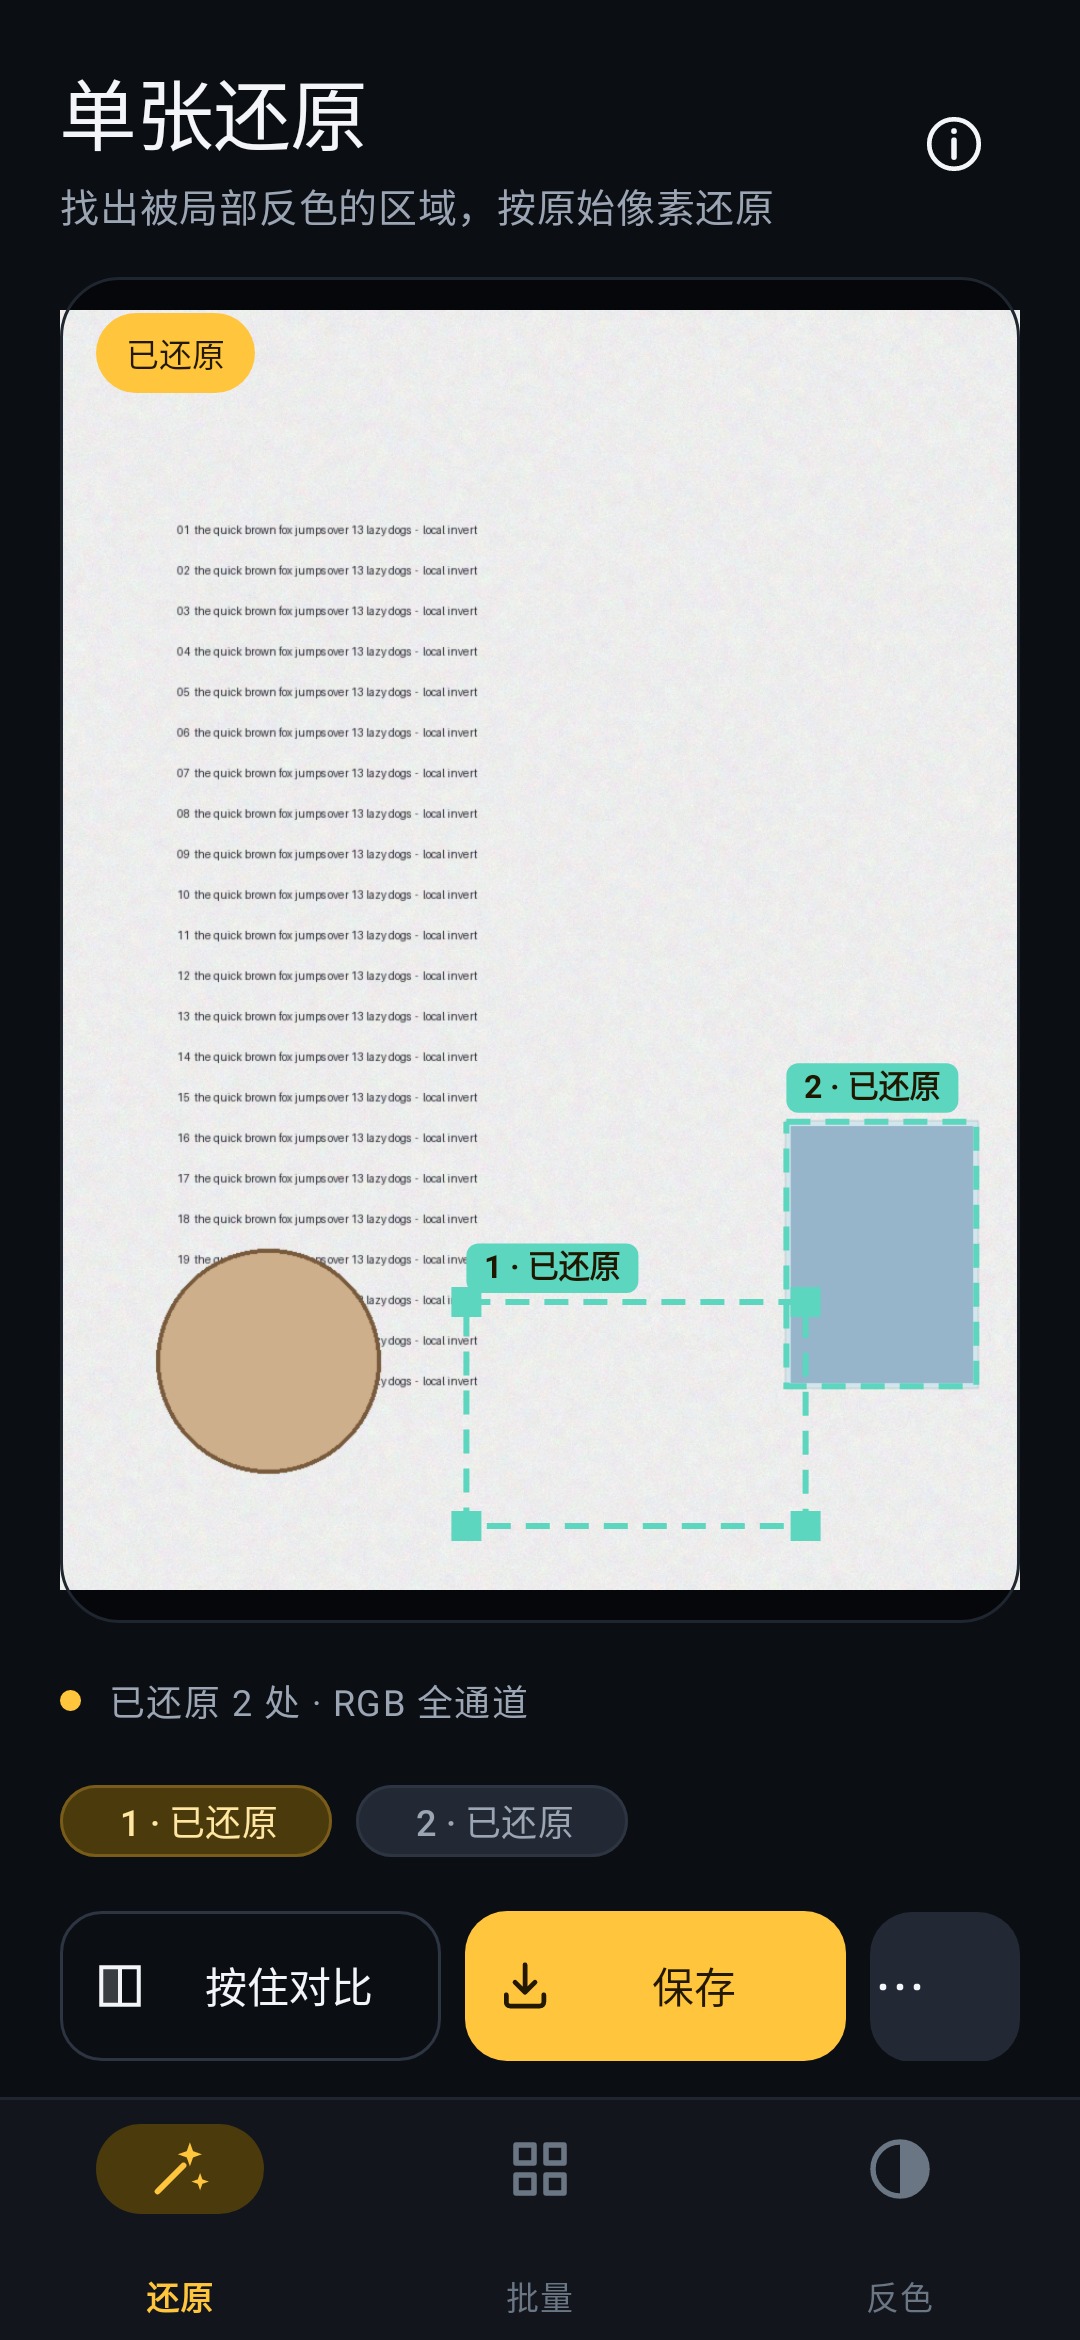 单张还原
找出被局部反色的区域，按原始像素还原
已还原
01 the quick brown fox jumps over 13 lazy dogs - local invert
02 the quick brown fox jumps over 13 lazy dogs - local invert
03 the quick brown fox jumps over 13 lazy dogs - local invert
04 the quick brown fox jumps over 13 lazy dogs - local invert
05 the quick brown fox jumps over 13 lazy dogs - local invert
06 the quick brown fox jumps over 13 lazy dogs - local invert
07 the quick brown fox jumps over 13 lazy dogs - local invert
08 the quick brown fox jumps over 13 lazy dogs - local invert
09 the quick brown fox jumps over 13 lazy dogs - local invert
10 the quick brown fox jumps over 13 lazy dogs - local invert
11 the quick brown fox jumps over 13 lazy dogs - local invert
12 the quick brown fox jumps over 13 lazy dogs - local invert
13 the quick brown fox jumps over 13 lazy dogs - local invert
14 the quick brown fox jumps over 13 lazy dogs - local invert
2 · 已还原
15 the quick brown fox jumps over 13 lazy dogs - local invert
16 the quick brown fox jumps over 13 lazy dogs - local invert
17 the quick brown fox jumps over 13 lazy dogs - local invert
18 the quick brown fox jumps over 13 lazy dogs - local invert
19 the over 13 lazy dogs - local
1 · 已还原
lazy dogs - local
dogs - local invert
dogs - local invert
已还原 2 处 · RGB 全通道
1 · 已还原
2 · 已还原
按住对比
保存
还原
批量
反色